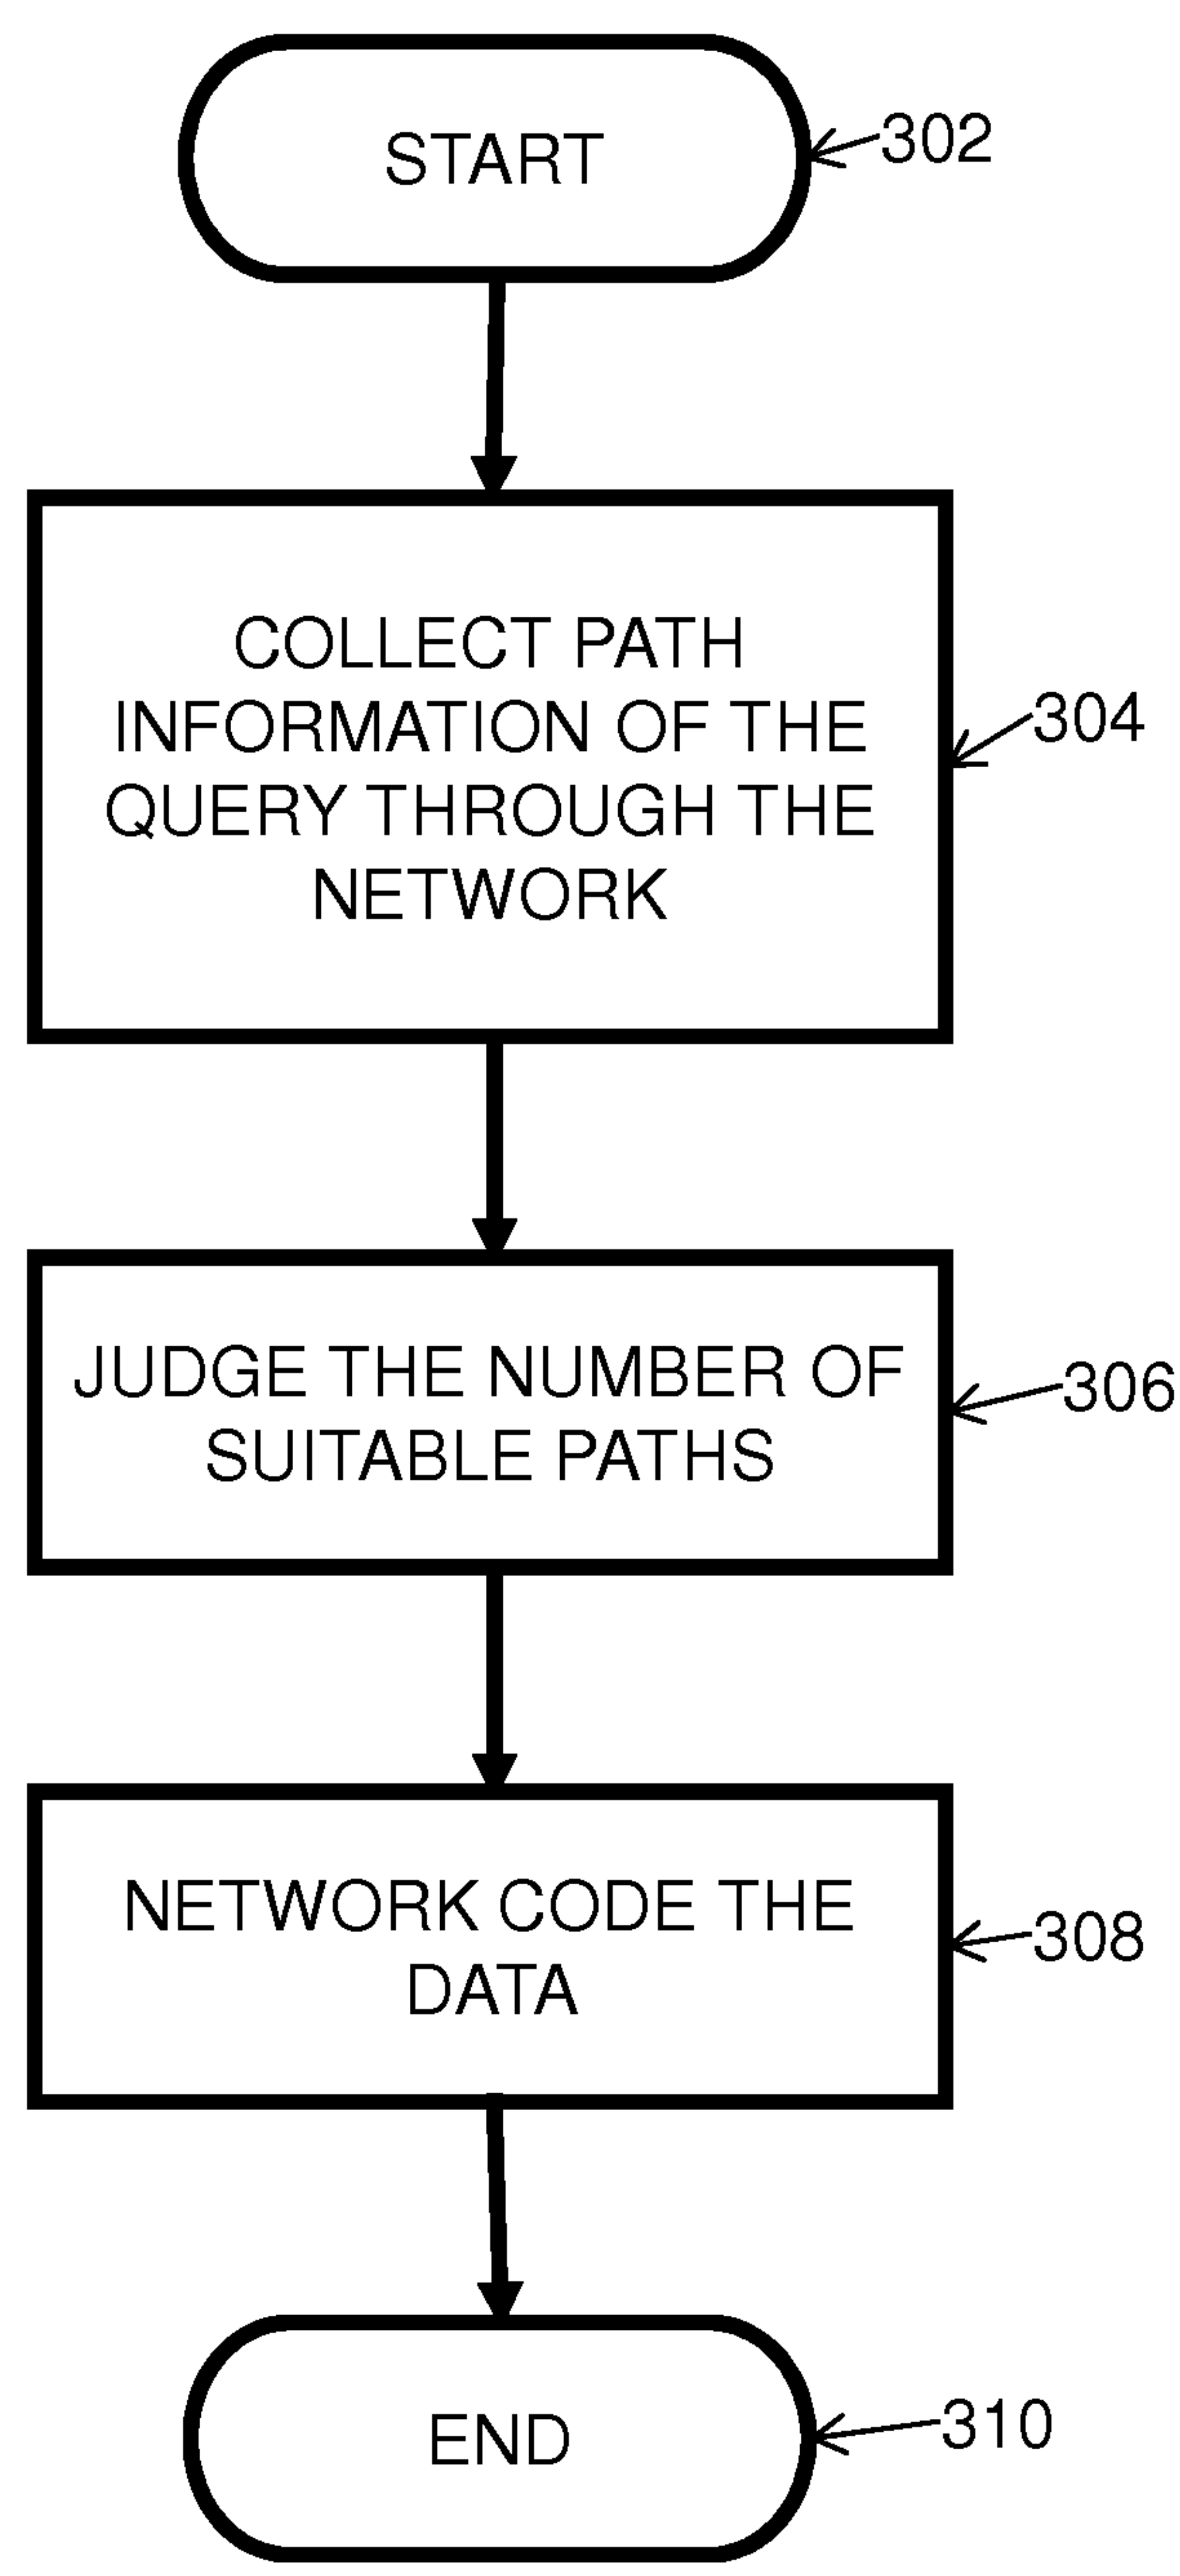 START
302
COLLECT PATH
INFORMATION OF THE
QUERY THROUGH THE
NETWORK
304
JUDGE THE NUMBER OF
SUITABLE PATHS
306
NETWORK CODE THE
DATA
308
END
310